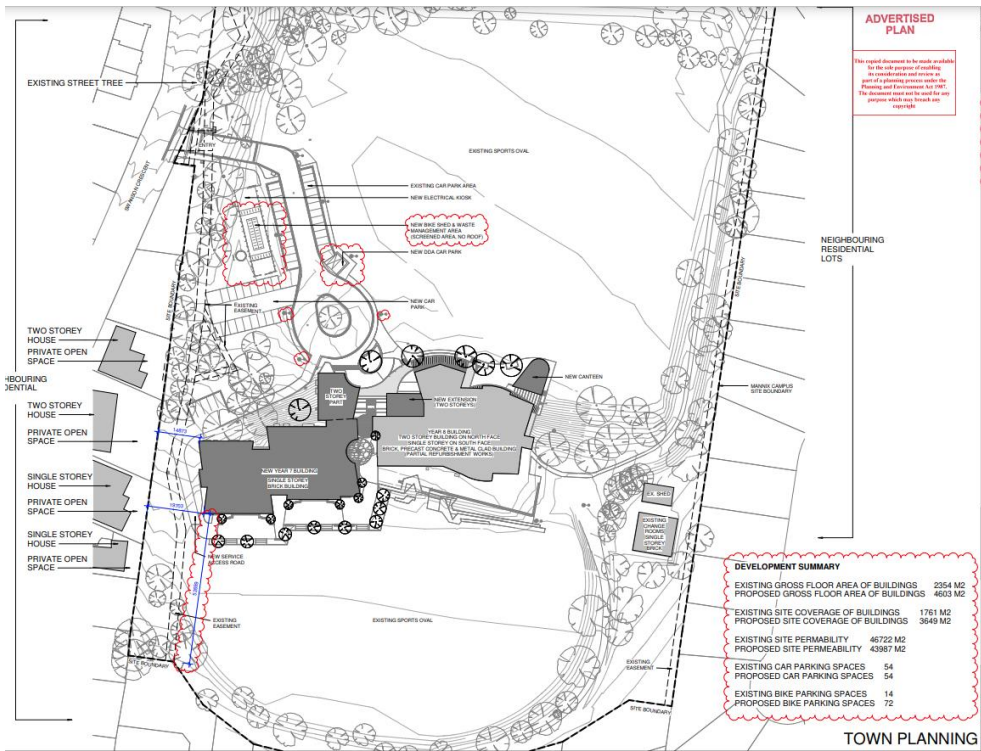 ADVERTISED
PLAN
This copied document to be made available
for the sole purpose of enabling
its consideration and review as
part of a planning process under the
Planning and Environment Act 1987.
The document must not be used for any
purpose which may breach any
copyright
EXISTING STREET TREE
ENTRY
SWANSON CRESCENT
EXISTING SPORTS OVAL
EXISTING CAR PARK AREA
NEW ELECTRICAL KIOSK
NEW BIKE SHED & WASTE
MANAGEMENT AREA
(SCREENED AREA, NO ROOF)
NEW DDA CAR PARK
NEIGHBOURING
RESIDENTIAL
LOTS
SITE BOUNDARY
SITE BOUNDARY
EXISTING
EASEMENT
NEW CAR
PARK
TWO STOREY
HOUSE
PRIVATE OPEN
SPACE
HBOURING
DENTIAL
TWO STOREY
HOUSE
PRIVATE OPEN
SPACE
SINGLE STOREY
HOUSE
PRIVATE OPEN
SPACE
SINGLE STOREY
HOUSE
PRIVATE OPEN
SPACE
TWO
STOREY
PART
NEW EXTENSION
(TWO STOREYS)
NEW CANTEEN
MANNIX CAMPUS
SITE BOUNDARY
YEAR 8 BUILDING
TWO STOREY BUILDING ON NORTH FACE
SINGLE STOREY ON SOUTH FACE
BRICK, PRECAST CONCRETE & METAL CLAD BUILDING
(PARTIAL REFURBISHMENT WORKS)
NEW YEAR 7 BUILDING
SINGLE STOREY
BRICK BUILDING
EX. SHED
EXISTING
CHANGE
ROOMS
SINGLE
STOREY
BRICK
NEW SERVICE
ACCESS ROAD
EXISTING
EASEMENT
EXISTING SPORTS OVAL
SITE BOUNDARY
EXISTING
EASEMENT
SITE BOUNDARY
DEVELOPMENT SUMMARY
EXISTING GROSS FLOOR AREA OF BUILDINGS 2354 M2
PROPOSED GROSS FLOOR AREA OF BUILDINGS 4603 M2
EXISTING SITE COVERAGE OF BUILDINGS 1761 M2
PROPOSED SITE COVERAGE OF BUILDINGS 3649 M2
EXISTING SITE PERMABILITY 46722 M2
PROPOSED SITE PERMEABILITY 43987 M2
EXISTING CAR PARKING SPACES 54
PROPOSED CAR PARKING SPACES 54
EXISTING BIKE PARKING SPACES 14
PROPOSED BIKE PARKING SPACES 72
TOWN PLANNING